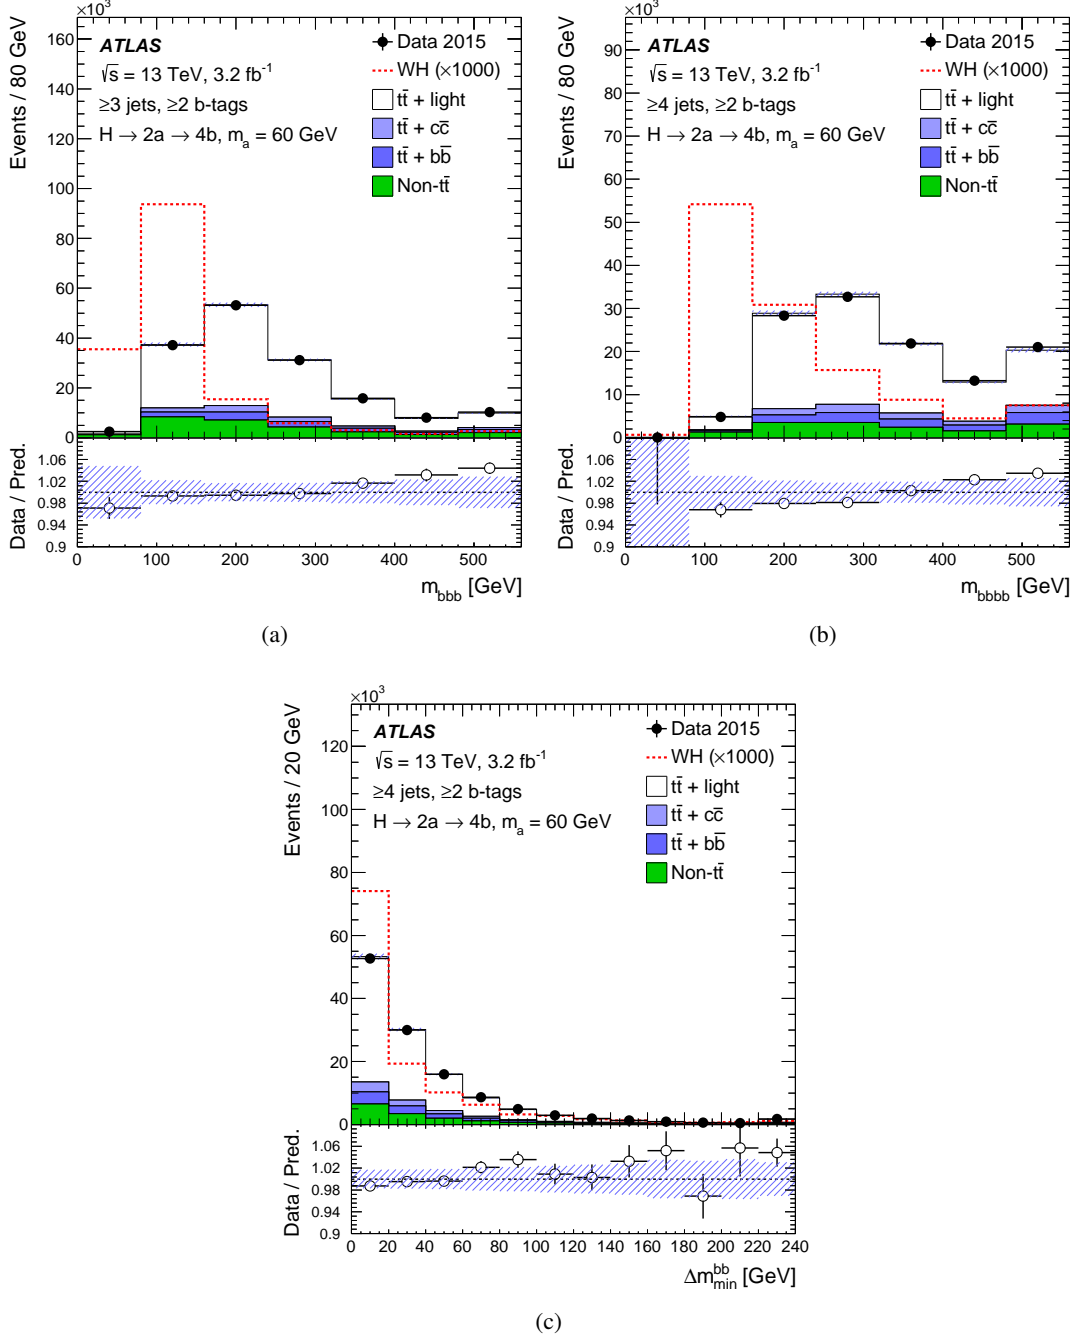 ×10³
Events / 80 GeV
160
140
120
100
80
60
40
20
0
ATLAS
√s = 13 TeV, 3.2 fb⁻¹
≥3 jets, ≥2 b-tags
H → 2a → 4b, mₐ = 60 GeV
Data 2015
WH (×1000)
tt̄ + light
tt̄ + cc̄
tt̄ + bb̄
Non-tt̄
Data / Pred.
1.06
1.02
0.98
0.94
0.9
0 100 200 300 400 500
m_bbb [GeV]
(a)
×10³
Events / 80 GeV
90
80
70
60
50
40
30
20
10
0
ATLAS
√s = 13 TeV, 3.2 fb⁻¹
≥4 jets, ≥2 b-tags
H → 2a → 4b, mₐ = 60 GeV
Data 2015
WH (×1000)
tt̄ + light
tt̄ + cc̄
tt̄ + bb̄
Non-tt̄
Data / Pred.
1.06
1.02
0.98
0.94
0.9
0 100 200 300 400 500
m_bbbb [GeV]
(b)
×10³
Events / 20 GeV
120
100
80
60
40
20
0
ATLAS
√s = 13 TeV, 3.2 fb⁻¹
≥4 jets, ≥2 b-tags
H → 2a → 4b, mₐ = 60 GeV
Data 2015
WH (×1000)
tt̄ + light
tt̄ + cc̄
tt̄ + bb̄
Non-tt̄
Data / Pred.
1.06
1.02
0.98
0.94
0.9
0 20 40 60 80 100 120 140 160 180 200 220 240
Δm^bb_min [GeV]
(c)